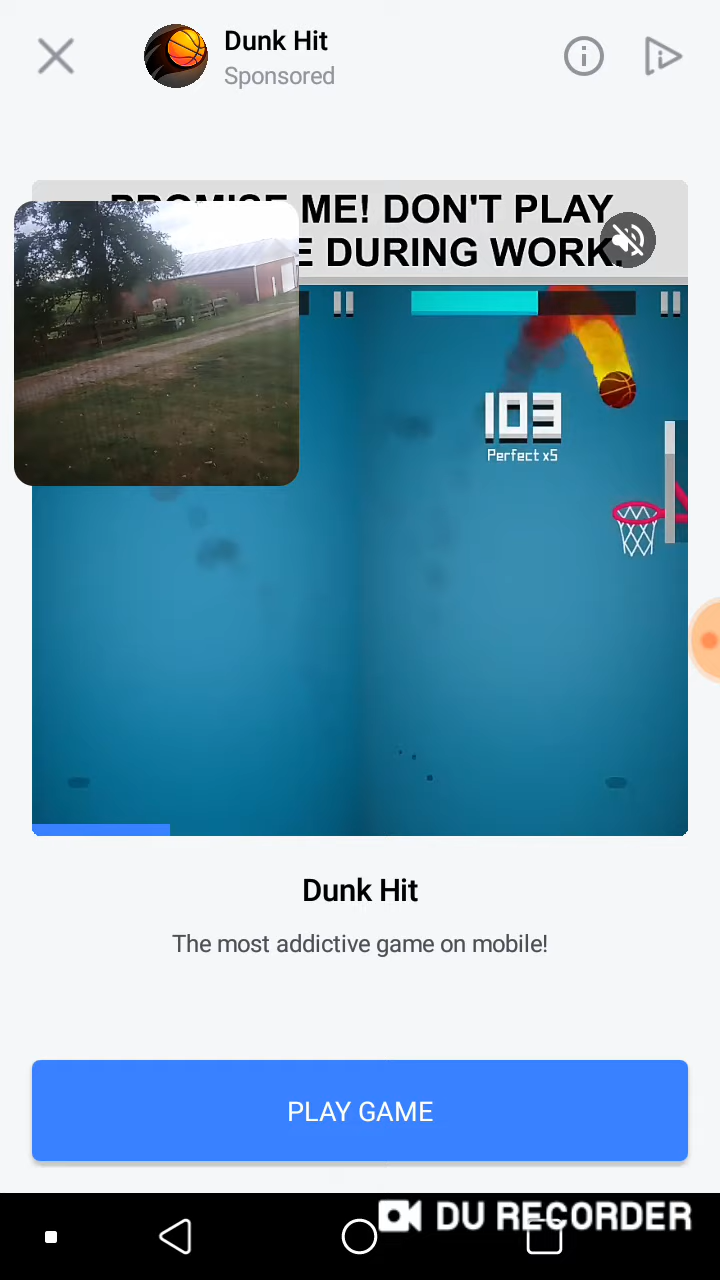 Dunk Hit
Sponsored
ME! DON'T PLAY
DURING WORK.
103
Perfect x5
Dunk Hit
The most addictive game on mobile!
PLAY GAME
DU RECORDER